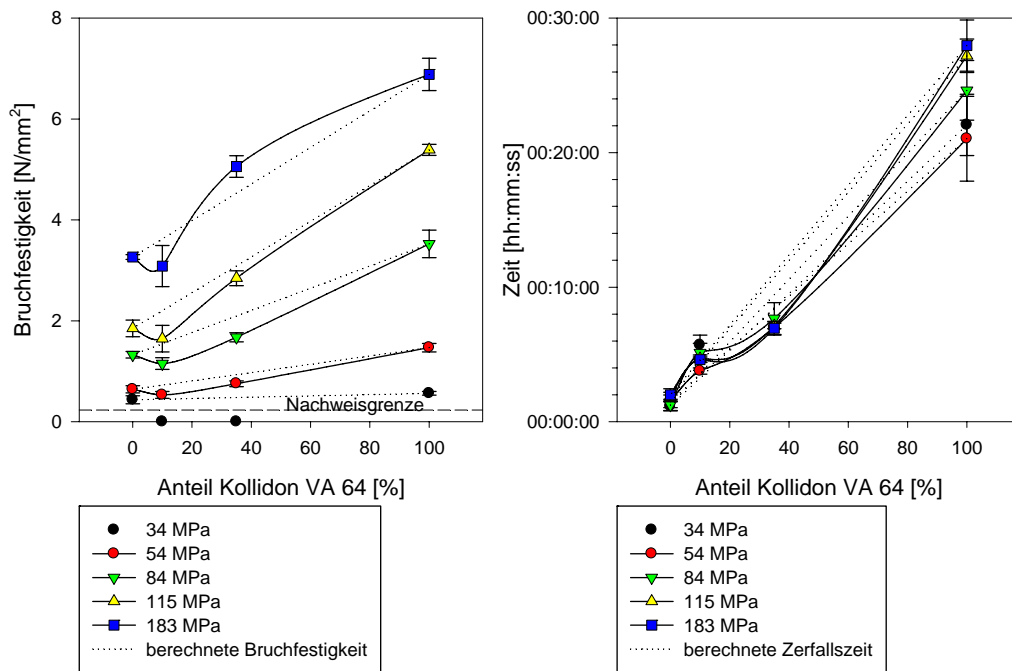 8
6
4
2
0
Bruchfestigkeit [N/mm²]
Nachweisgrenze
0 20 40 60 80 100
Anteil Kollidon VA 64 [%]
34 MPa
54 MPa
84 MPa
115 MPa
183 MPa
berechnete Bruchfestigkeit
00:30:00
00:20:00
00:10:00
00:00:00
Zeit [hh:mm:ss]
0 20 40 60 80 100
Anteil Kollidon VA 64 [%]
34 MPa
54 MPa
84 MPa
115 MPa
183 MPa
berechnete Zerfallszeit